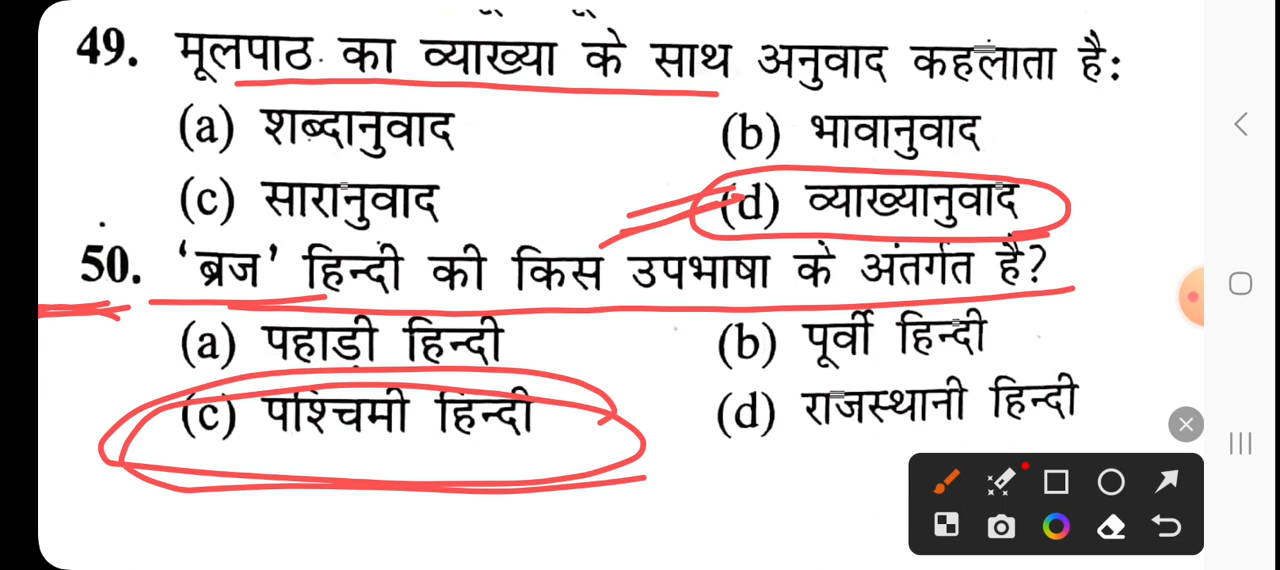 49. मूलपाठ का व्याख्या के साथ अनुवाद कहलाता है:
(a) शब्दानुवाद (b) भावानुवाद
(c) सारानुवाद (d) व्याख्यानुवाद
50. 'ब्रज' हिन्दी की किस उपभाषा के अंतर्गत है?
(a) पहाड़ी हिन्दी (b) पूर्वी हिन्दी
(c) पश्चिमी हिन्दी (d) राजस्थानी हिन्दी